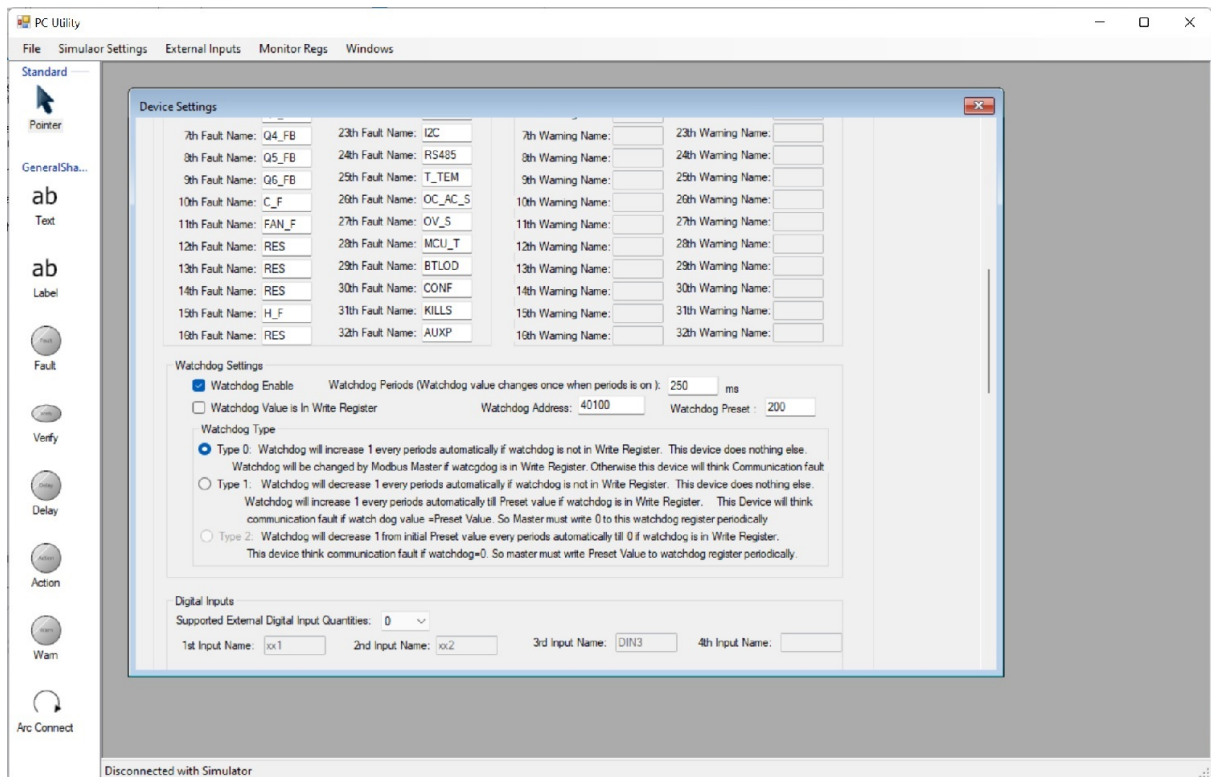 PC Utility
File Simulaor Settings External Inputs Monitor Regs Windows
Standard
Pointer
GeneralSha...
ab
Text
ab
Label
Fault
Fault
Verify
Delay
Delay
Action
Action
Warn
Arc Connect
Device Settings
7th Fault Name: Q4_FB 23th Fault Name: I2C 7th Warning Name: 23th Warning Name:
8th Fault Name: Q5_FB 24th Fault Name: RS485 8th Warning Name: 24th Warning Name:
9th Fault Name: Q6_FB 25th Fault Name: T_TEM 9th Warning Name: 25th Warning Name:
10th Fault Name: C_F 26th Fault Name: OC_AC_S 10th Warning Name: 26th Warning Name:
11th Fault Name: FAN_F 27th Fault Name: OV_S 11th Warning Name: 27th Warning Name:
12th Fault Name: RES 28th Fault Name: MCU_T 12th Warning Name: 28th Warning Name:
13th Fault Name: RES 29th Fault Name: BTLOD 13th Warning Name: 29th Warning Name:
14th Fault Name: RES 30th Fault Name: CONF 14th Warning Name: 30th Warning Name:
15th Fault Name: H_F 31th Fault Name: KILLS 15th Warning Name: 31th Warning Name:
16th Fault Name: RES 32th Fault Name: AUXP 16th Warning Name: 32th Warning Name:
Watchdog Settings
Watchdog Enable Watchdog Periods (Watchdog value changes once when periods is on ): 250 ms
Watchdog Value is In Write Register Watchdog Address: 40100 Watchdog Preset : 200
Watchdog Type
Type 0: Watchdog will increase 1 every periods automatically if watchdog is not in Write Register. This device does nothing else.
Watchdog will be changed by Modbus Master if watcgdog is in Write Register. Otherwise this device will think Communication fault
Type 1: Watchdog will decrease 1 every periods automatically if watchdog is not in Write Register. This device does nothing else.
Watchdog will increase 1 every periods automatically till Preset value if watchdog is in Write Register. This Device will think
communication fault if watch dog value =Preset Value. So Master must write 0 to this watchdog register periodically
Type 2: Watchdog will decrease 1 from initial Preset value every periods automatically till 0 if watchdog is in Write Register.
This device think communication fault if watchdog=0. So master must write Preset Value to watchdog register periodically.
Digital Inputs
Supported External Digital Input Quantities: 0
1st Input Name: xx1 2nd Input Name: xx2 3rd Input Name: DIN3 4th Input Name:
Disconnected with Simulator